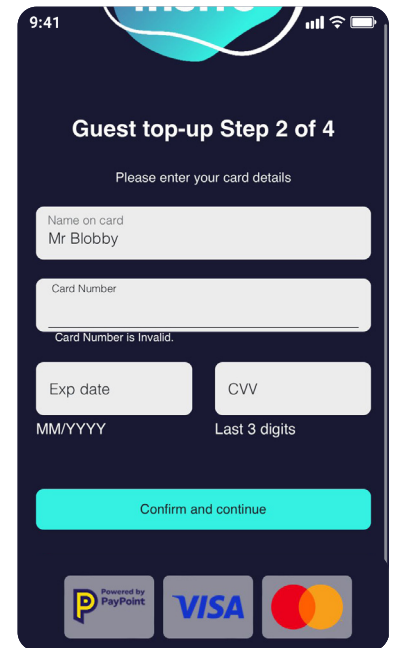 9:41
Guest top-up Step 2 of 4
Please enter your card details
Name on card
Mr Blobby
Card Number
Card Number is Invalid.
Exp date
CVV
MM/YYYY
Last 3 digits
Confirm and continue
Powered by
PayPoint
VISA